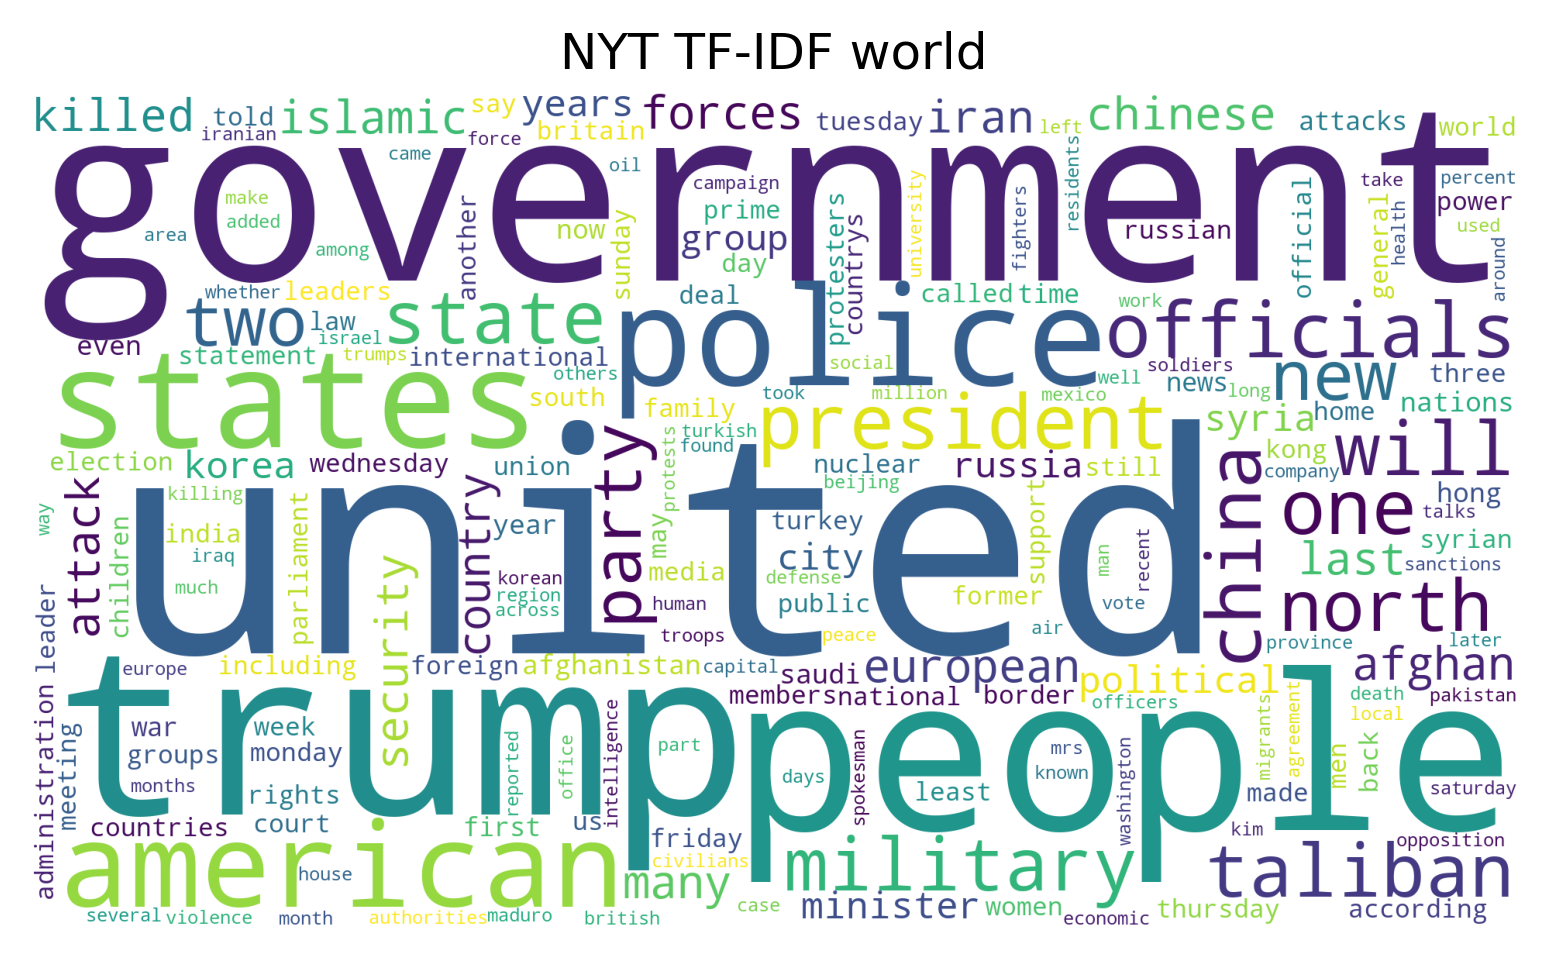 NYT TF-IDF world
killed told islamic say years forces tuesday iran chinese attacks world
iranian came force britain oil left
government
make added area among another sunday now campaign prime group day protesters countrys university fighters residents russian official take general health percent power used around
whether leaders deal called time work
two law israel state police officials
even statement trumps international others social soldiers news new three
states south family took million president well mexico long home nations syria
election korea wednesday union turkish found protests nuclear beijing russia still kong company will
way attack killing india iraq much children parliament security country year korean region across party may media human troops turkey city defense public peace support former vote air man recent china one hong talks last syrian sanctions north
united
province later
leader europe including foreign afghanistan capital saudi european political afghan
members national border officers migrants agreement death local pakistan
trump people
administration meeting war groups months week monday rights reported office intelligence part days spokesman least mrs known washington made men back saturday
countries court first us friday kim opposition
american house civilians many military taliban
several violence month authorities maduro british case minister women economic thursday according